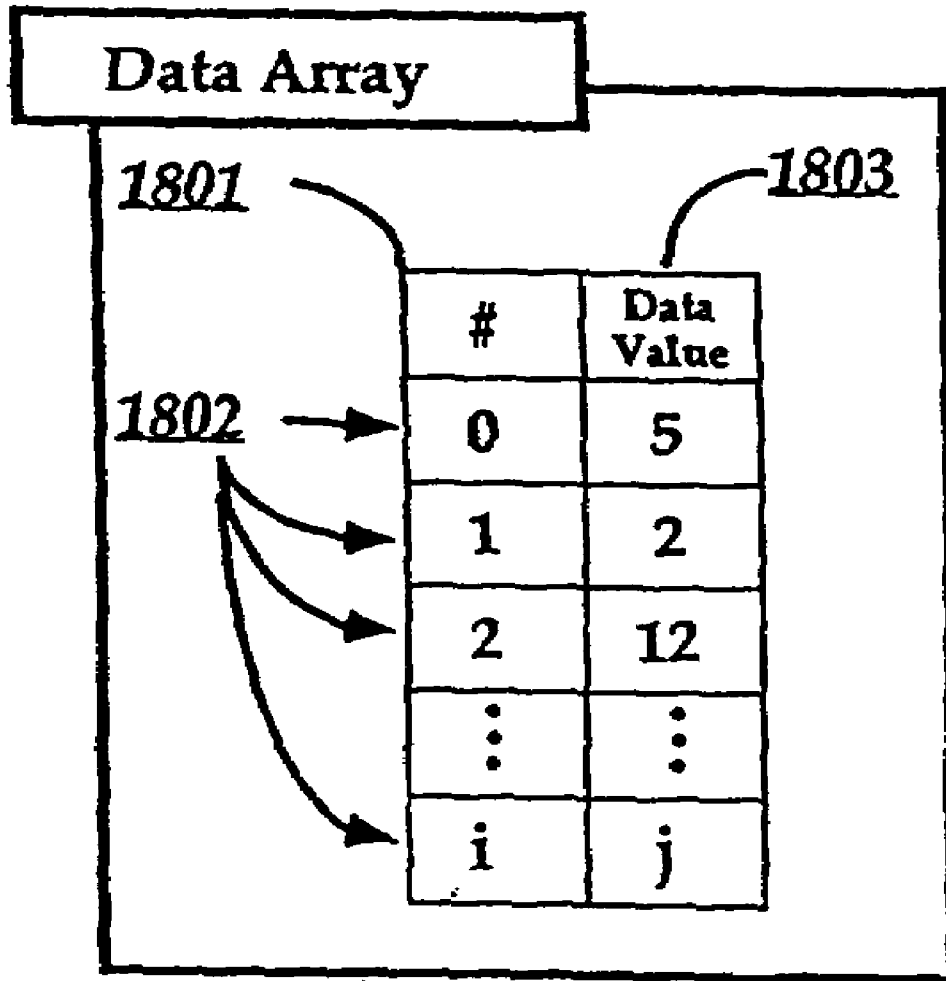 Data Array
1801
1803
# Data Value
1802
0 5
1 2
2 12
⋮ ⋮
i j